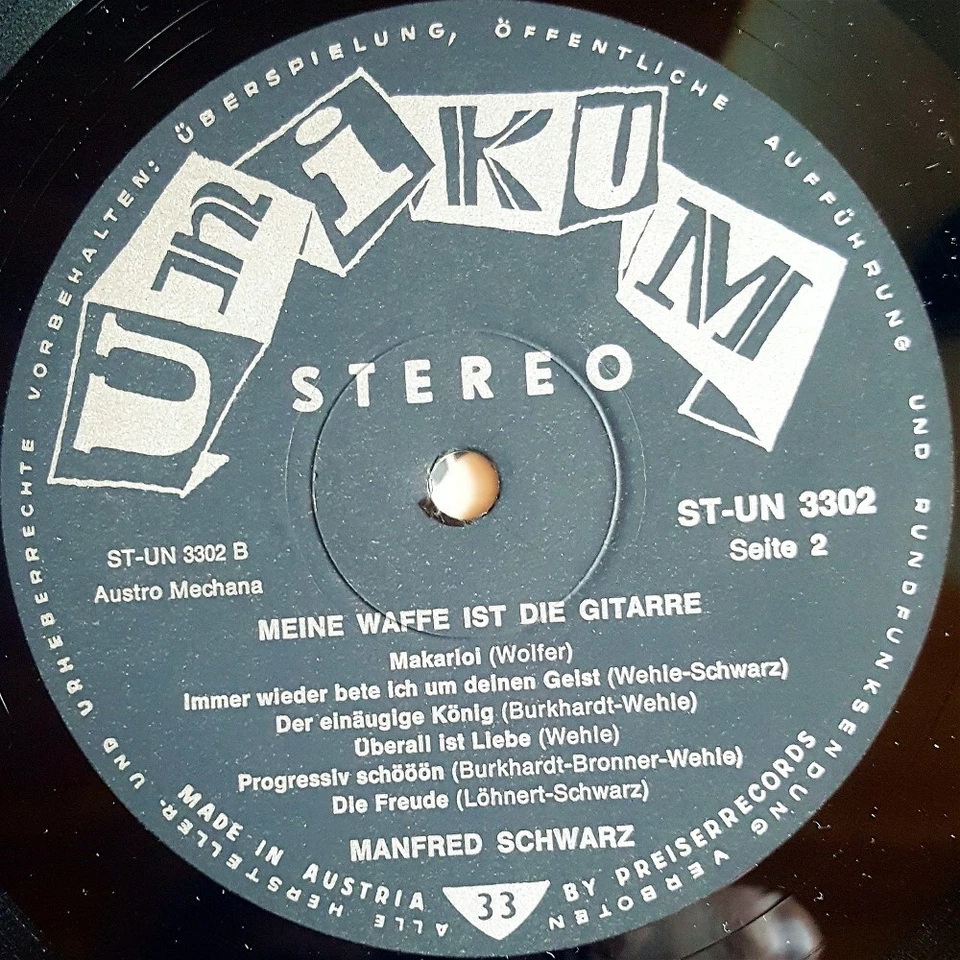 ALLE HERSTELLER- UND URHEBERRECHTE VORBEHALTEN: ÜBERSPIELUNG, ÖFFENTLICHE AUFFÜHRUNG UND RUNDFUNKSENDUNG VERBOTEN
UniKUM
STEREO
ST-UN 3302
Seite 2
ST-UN 3302 B
Austro Mechana
MEINE WAFFE IST DIE GITARRE
Makarioi (Wolfer)
Immer wieder bete ich um deinen Geist (Wehle-Schwarz)
Der einäugige König (Burkhardt-Wehle)
Überall ist Liebe (Wehle)
Progressiv schööön (Burkhardt-Bronner-Wehle)
Die Freude (Löhnert-Schwarz)
MANFRED SCHWARZ
MADE IN AUSTRIA
33
BY PREISERRECORDS